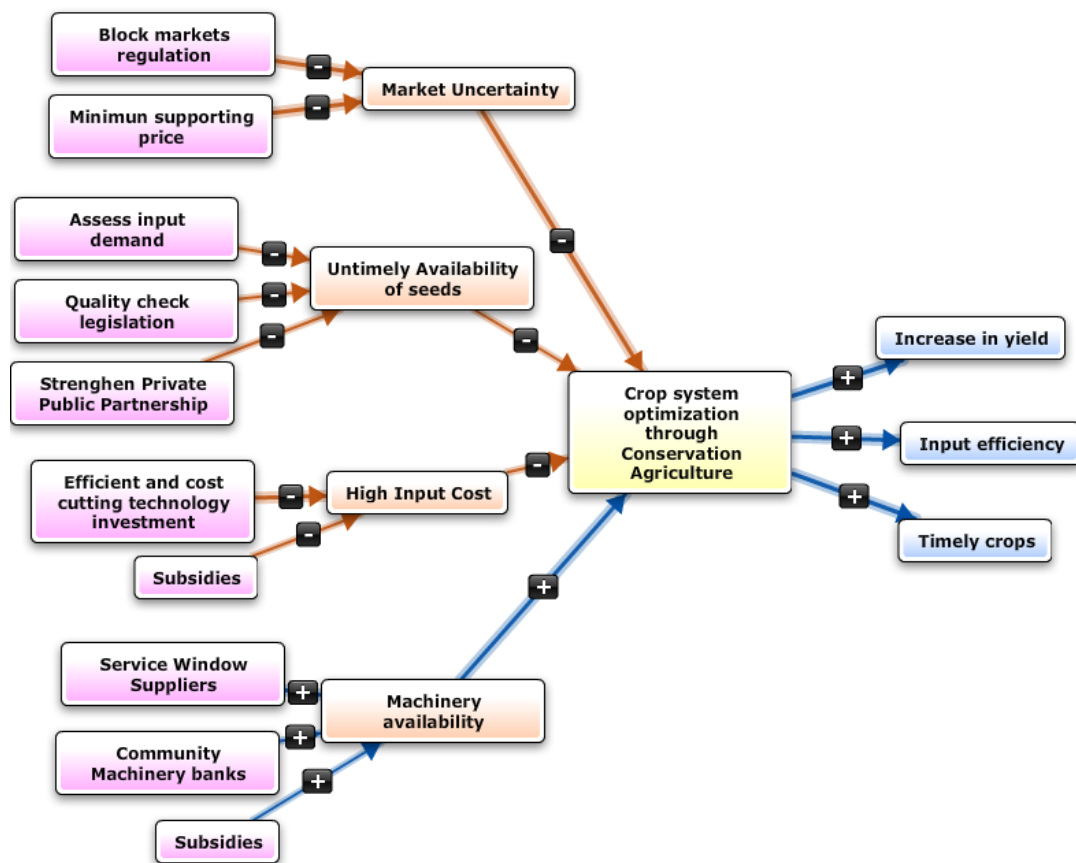 Block markets
regulation
-
Market Uncertainty
Minimun supporting
price
-
-
Assess input
demand
-
Untimely Availability
of seeds
Quality check
legislation
-
-
-
Strenghen Private
Public Partnership
Crop system
optimization
through
Conservation
Agriculture
+
Increase in yield
+
Input efficiency
+
Timely crops
Efficient and cost
cutting technology
investment
-
High Input Cost
-
-
Subsidies
+
Service Window
Suppliers
+
Machinery
availability
Community
Machinery banks
+
+
Subsidies